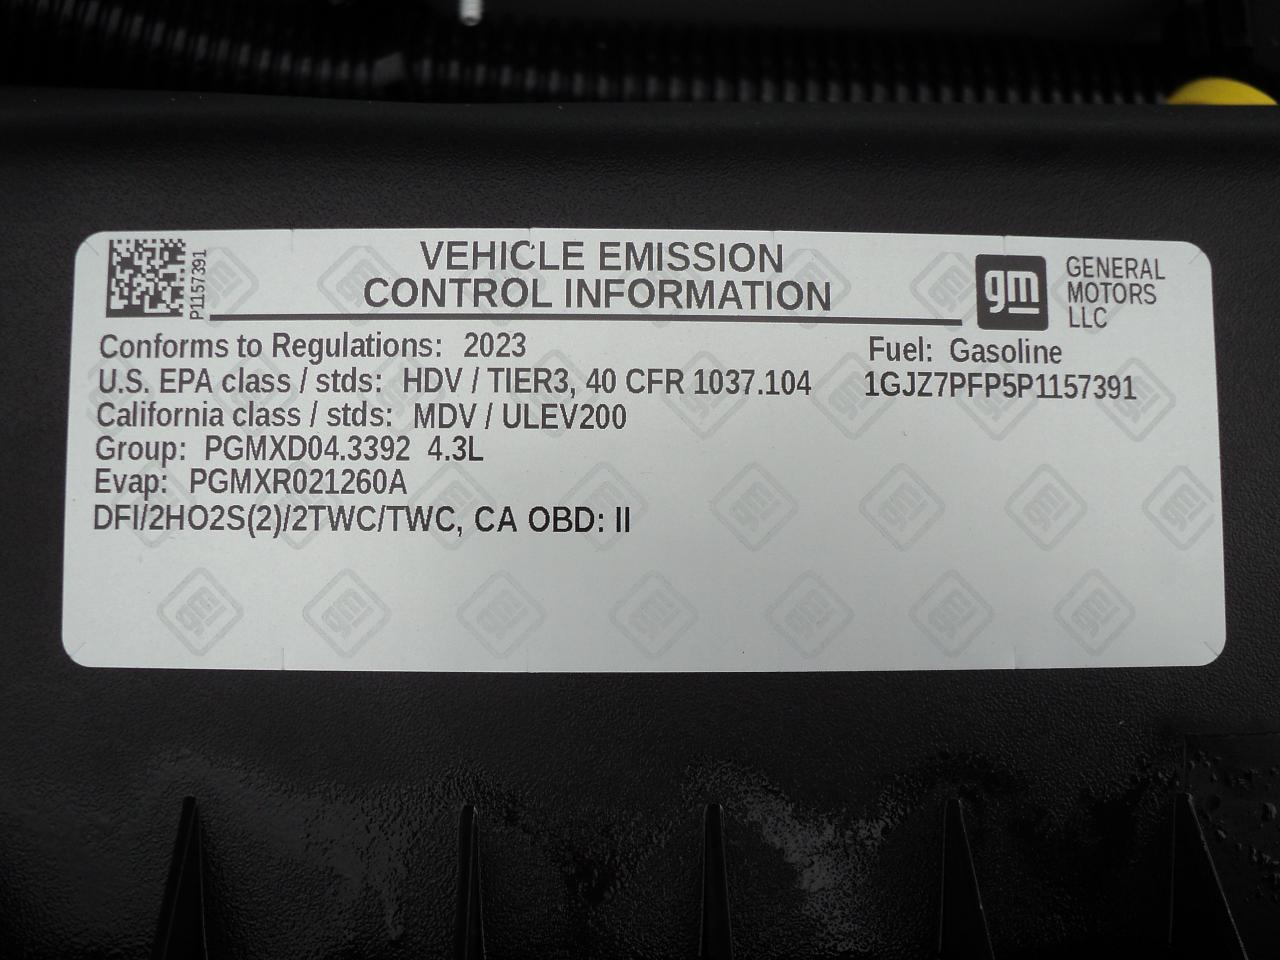 P1157391
VEHICLE EMISSION
CONTROL INFORMATION
gm
GENERAL
MOTORS
LLC
Conforms to Regulations: 2023
Fuel: Gasoline
U.S. EPA class / stds: HDV / TIER3, 40 CFR 1037.104
1GJZ7PFP5P1157391
California class / stds: MDV / ULEV200
Group: PGMXD04.3392 4.3L
Evap: PGMXR021260A
DFI/2HO2S(2)/2TWC/TWC, CA OBD: II